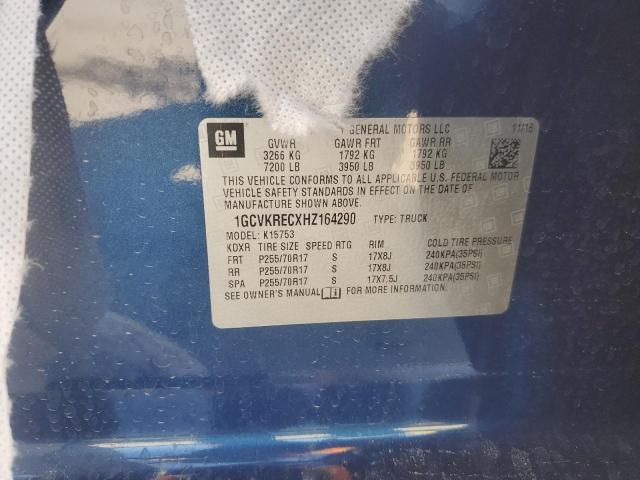 GM
GENERAL MOTORS LLC
11/16
GVWR GAWR FRT GAWR RR
3266 KG 1792 KG 1792 KG
7200 LB 3950 LB 3950 LB
THIS VEHICLE CONFORMS TO ALL APPLICABLE U.S. FEDERAL MOTOR
VEHICLE SAFETY STANDARDS IN EFFECT ON THE DATE OF
MANUFACTURE SHOWN ABOVE.
1GCVKRECXHZ164290 TYPE: TRUCK
MODEL: K15753
KDXR TIRE SIZE SPEED RTG RIM COLD TIRE PRESSURE
FRT P255/70R17 S 17X8J 240KPA(35PSI)
RR P255/70R17 S 17X8J 240KPA(35PSI)
SPA P255/70R17 S 17X7.5J 240KPA(35PSI)
SEE OWNER'S MANUAL FOR MORE INFORMATION.